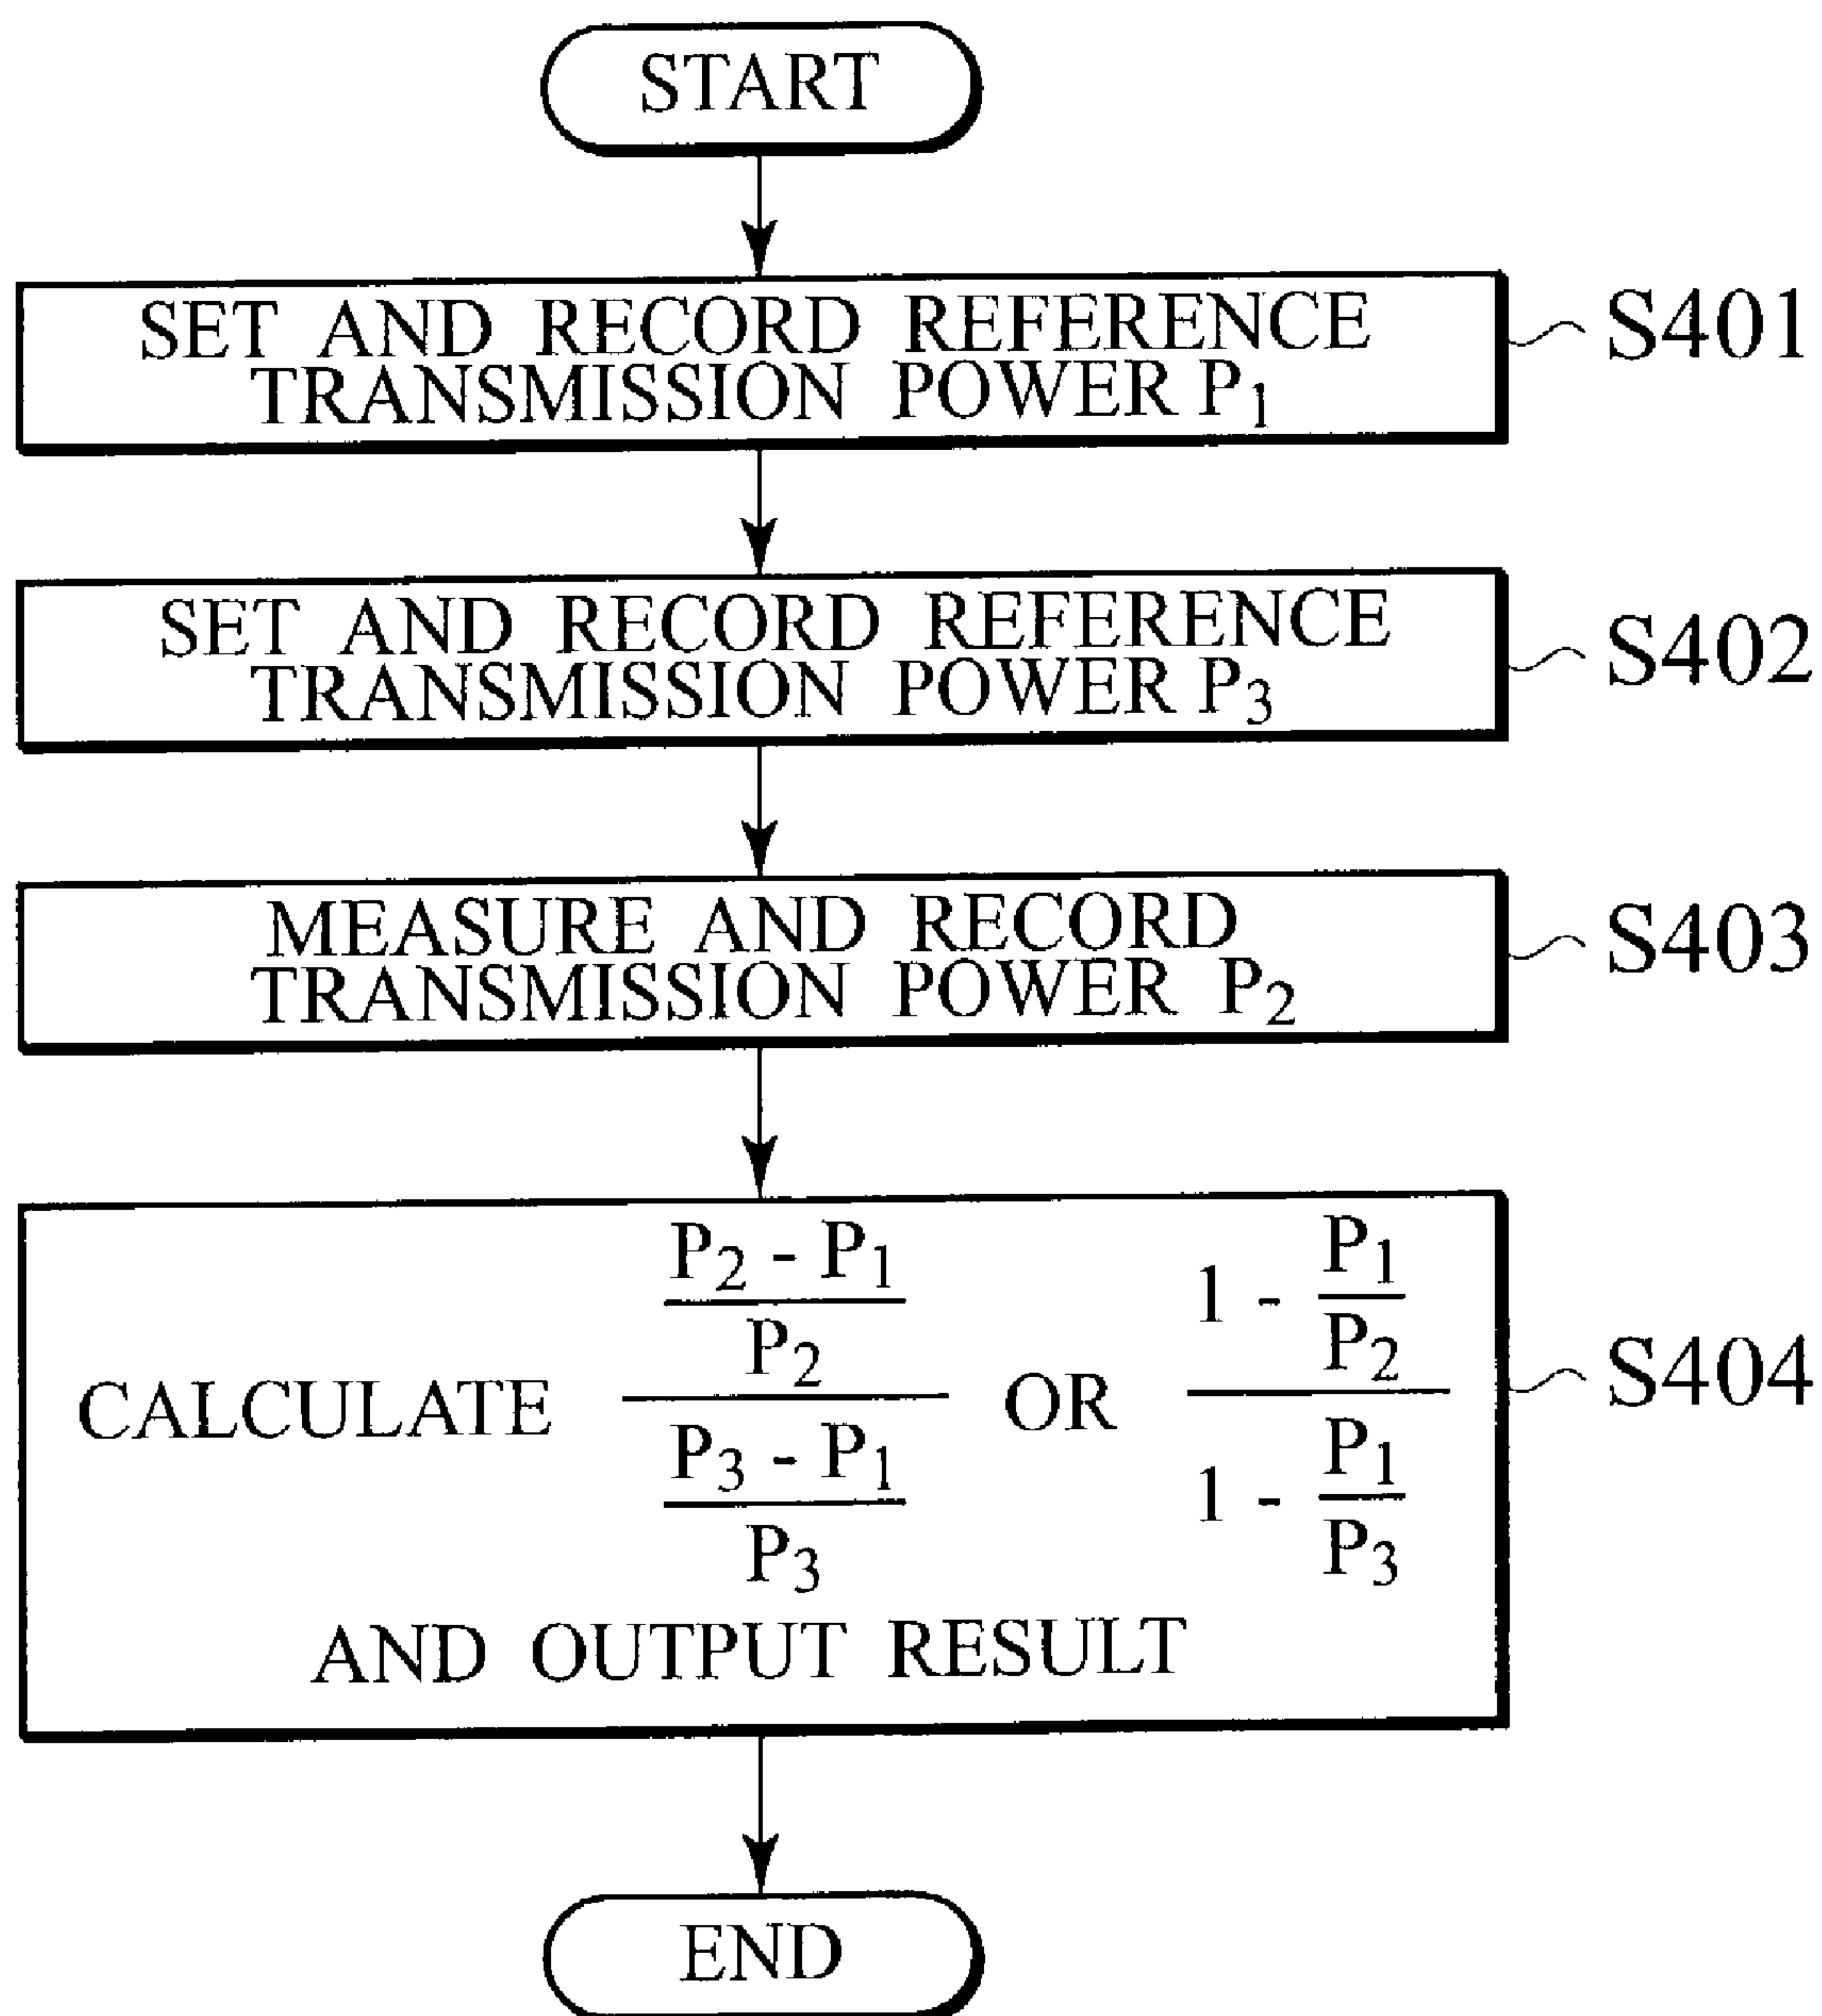 START
SET AND RECORD REFERENCE
TRANSMISSION POWER P1
S401
SET AND RECORD REFERENCE
TRANSMISSION POWER P3
S402
MEASURE AND RECORD
TRANSMISSION POWER P2
S403
CALCULATE
P2 - P1
P2
P3 - P1
P3
OR
1 - P1
P2
1 - P1
P3
AND OUTPUT RESULT
S404
END